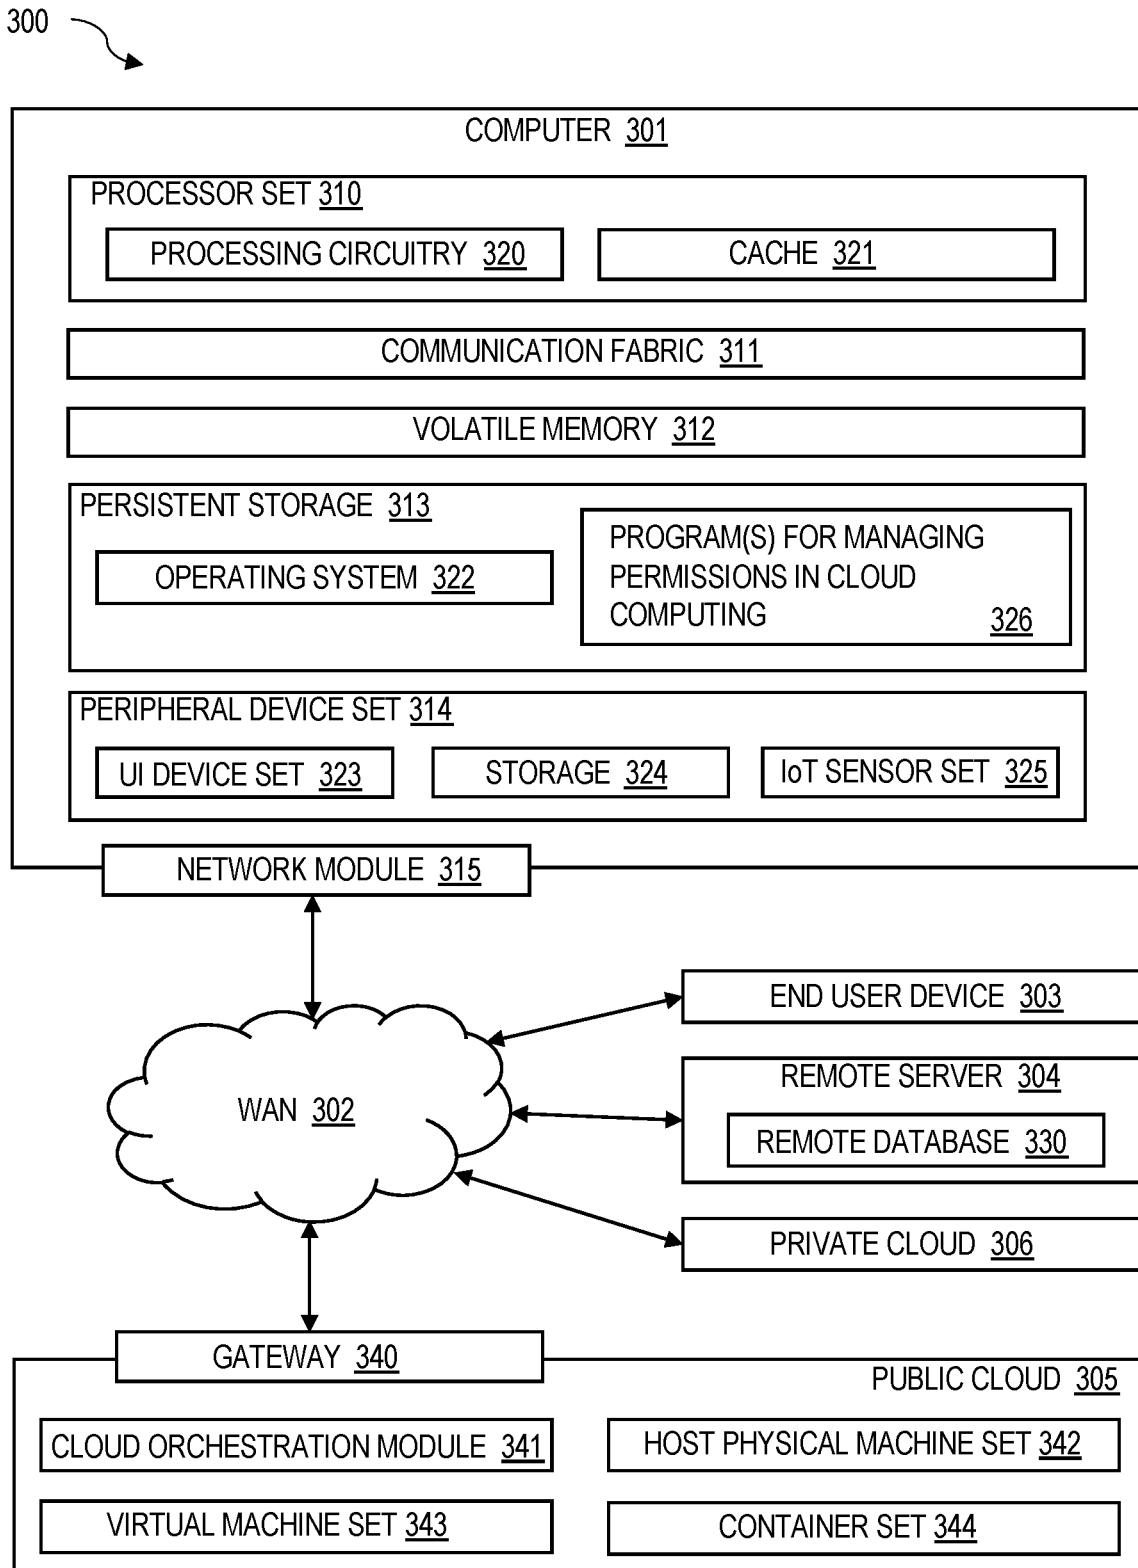 300
COMPUTER 301
PROCESSOR SET 310
PROCESSING CIRCUITRY 320
CACHE 321
COMMUNICATION FABRIC 311
VOLATILE MEMORY 312
PERSISTENT STORAGE 313
OPERATING SYSTEM 322
PROGRAM(S) FOR MANAGING
PERMISSIONS IN CLOUD
COMPUTING 326
PERIPHERAL DEVICE SET 314
UI DEVICE SET 323
STORAGE 324
IoT SENSOR SET 325
NETWORK MODULE 315
END USER DEVICE 303
WAN 302
REMOTE SERVER 304
REMOTE DATABASE 330
PRIVATE CLOUD 306
GATEWAY 340
PUBLIC CLOUD 305
CLOUD ORCHESTRATION MODULE 341
HOST PHYSICAL MACHINE SET 342
VIRTUAL MACHINE SET 343
CONTAINER SET 344